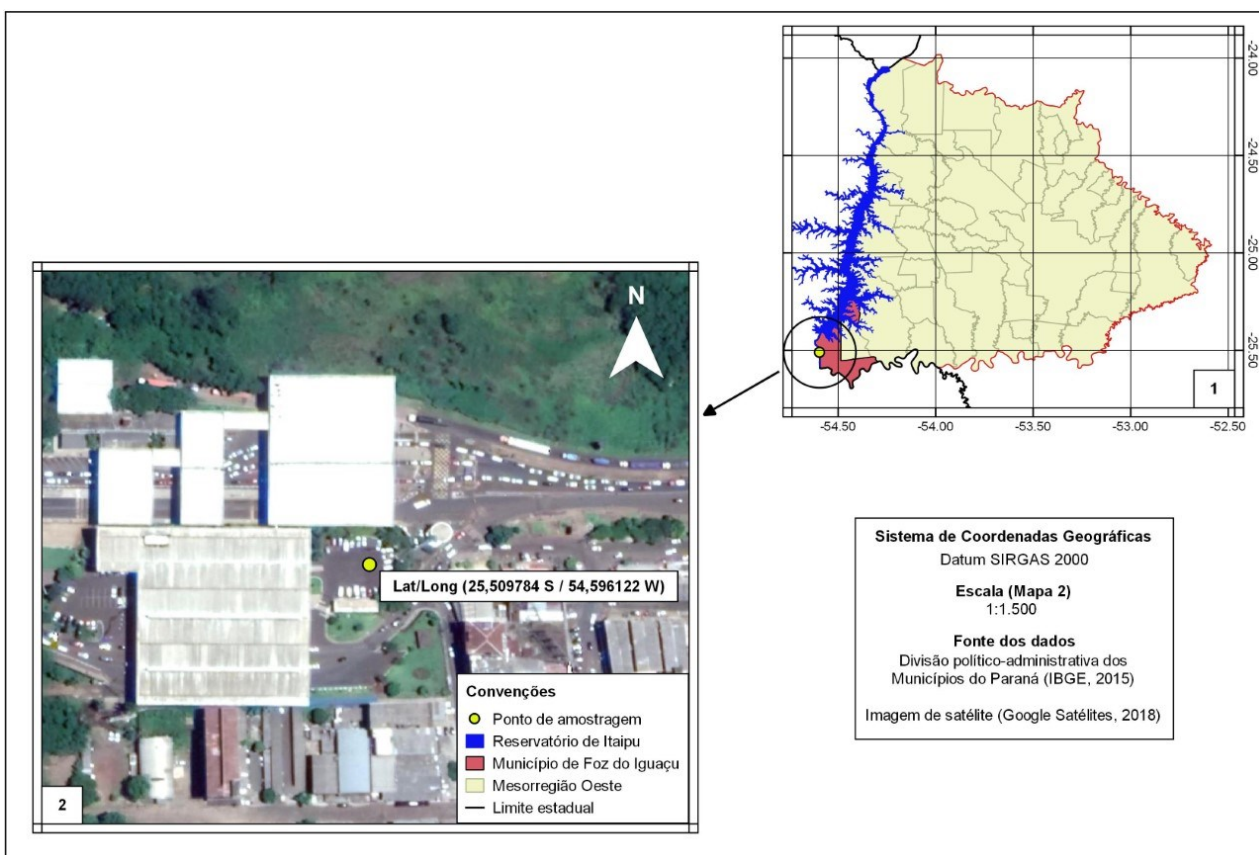 -24.00
-24.50
-25.00
-25.50
1
-54.50
-54.00
-53.50
-53.00
-52.50
N
Lat/Long (25,509784 S / 54,596122 W)
Convenções
Ponto de amostragem
Reservatório de Itaipu
Município de Foz do Iguaçu
Mesorregião Oeste
Limite estadual
2
Sistema de Coordenadas Geográficas
Datum SIRGAS 2000
Escala (Mapa 2)
1:1.500
Fonte dos dados
Divisão político-administrativa dos
Municípios do Paraná (IBGE, 2015)
Imagem de satélite (Google Satélites, 2018)